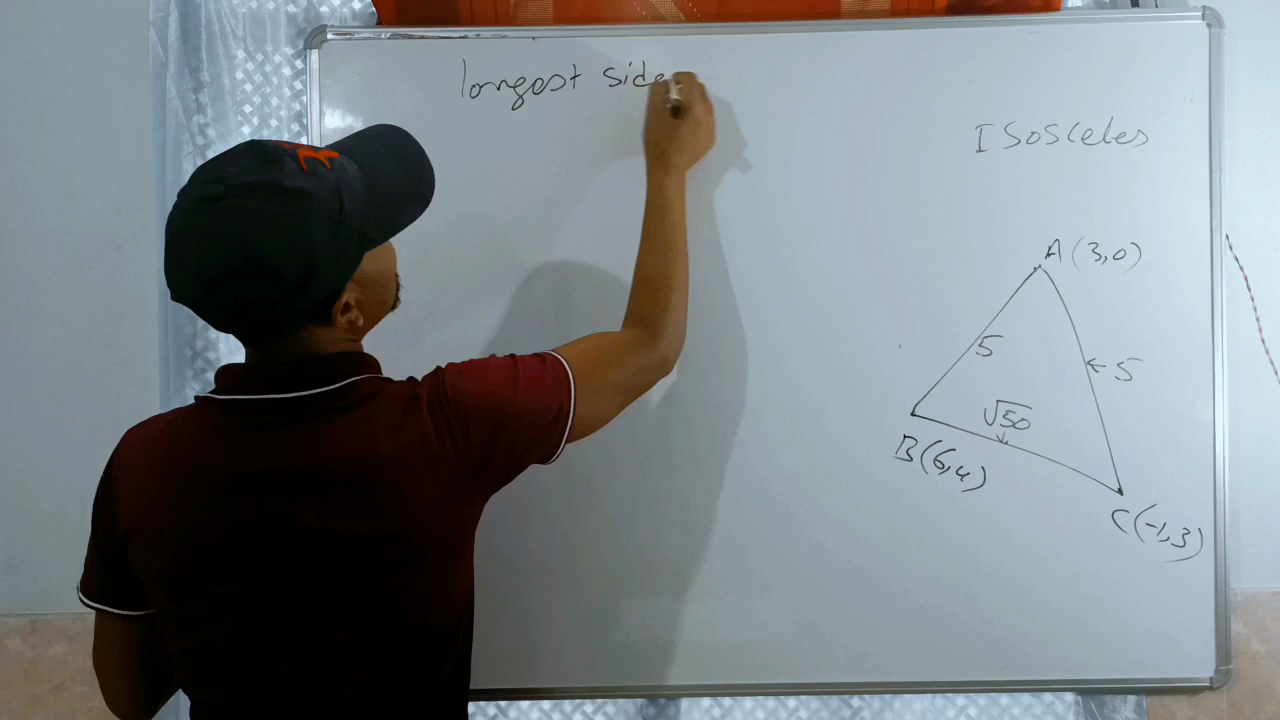 longest side
Isosceles
A (3,0)
5
← 5
√50
B(6,4)
C(-1,3)